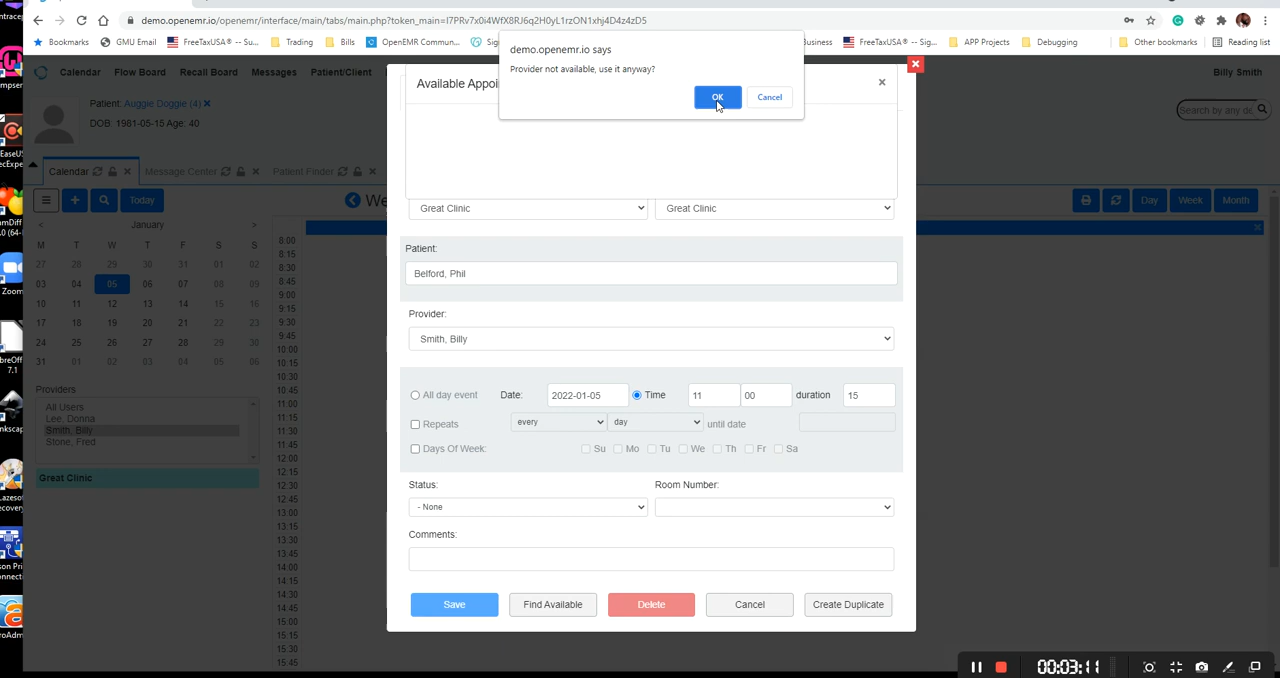 demo.openemr.io/openemr/interface/main/tabs/main.php?token_main=I7PRv7x0i4WfX8RJ6q2H0yL1rzON1xhj4D4z4zD5
Bookmarks GMU Email FreeTaxUSA® -- Su... Trading Bills OpenEMR Commun... Business FreeTaxUSA® -- Sig... APP Projects Debugging Other bookmarks Reading list
demo.openemr.io says
Provider not available, use it anyway?
OK Cancel
Calendar Flow Board Recall Board Messages Patient/Client
Billy Smith
Available Appoi
Patient: Auggie Doggie (4)
DOB: 1981-05-15 Age: 40
Search by any
Calendar Message Center Patient Finder
Today
We
Day Week Month
January
M T W T F S S
27 28 29 30 31 01 02
03 04 05 06 07 08 09
10 11 12 13 14 15 16
17 18 19 20 21 22 23
24 25 26 27 28 29 30
31 01 02 03 04 05 06
Providers
All Users
Lee, Donna
Smith, Billy
Stone, Fred
Great Clinic
8:00
8:15
8:30
8:45
9:00
9:15
9:30
9:45
10:00
10:15
10:30
10:45
11:00
11:15
11:30
11:45
12:00
12:15
12:30
12:45
13:00
13:15
13:30
13:45
14:00
14:15
14:30
14:45
15:00
15:15
15:30
15:45
Great Clinic Great Clinic
Patient:
Belford, Phil
Provider:
Smith, Billy
All day event Date: 2022-01-05 Time 11 00 duration 15
Repeats every day until date
Days Of Week: Su Mo Tu We Th Fr Sa
Status: Room Number:
- None
Comments:
Save Find Available Delete Cancel Create Duplicate
Zoom
7.1
00:03:11